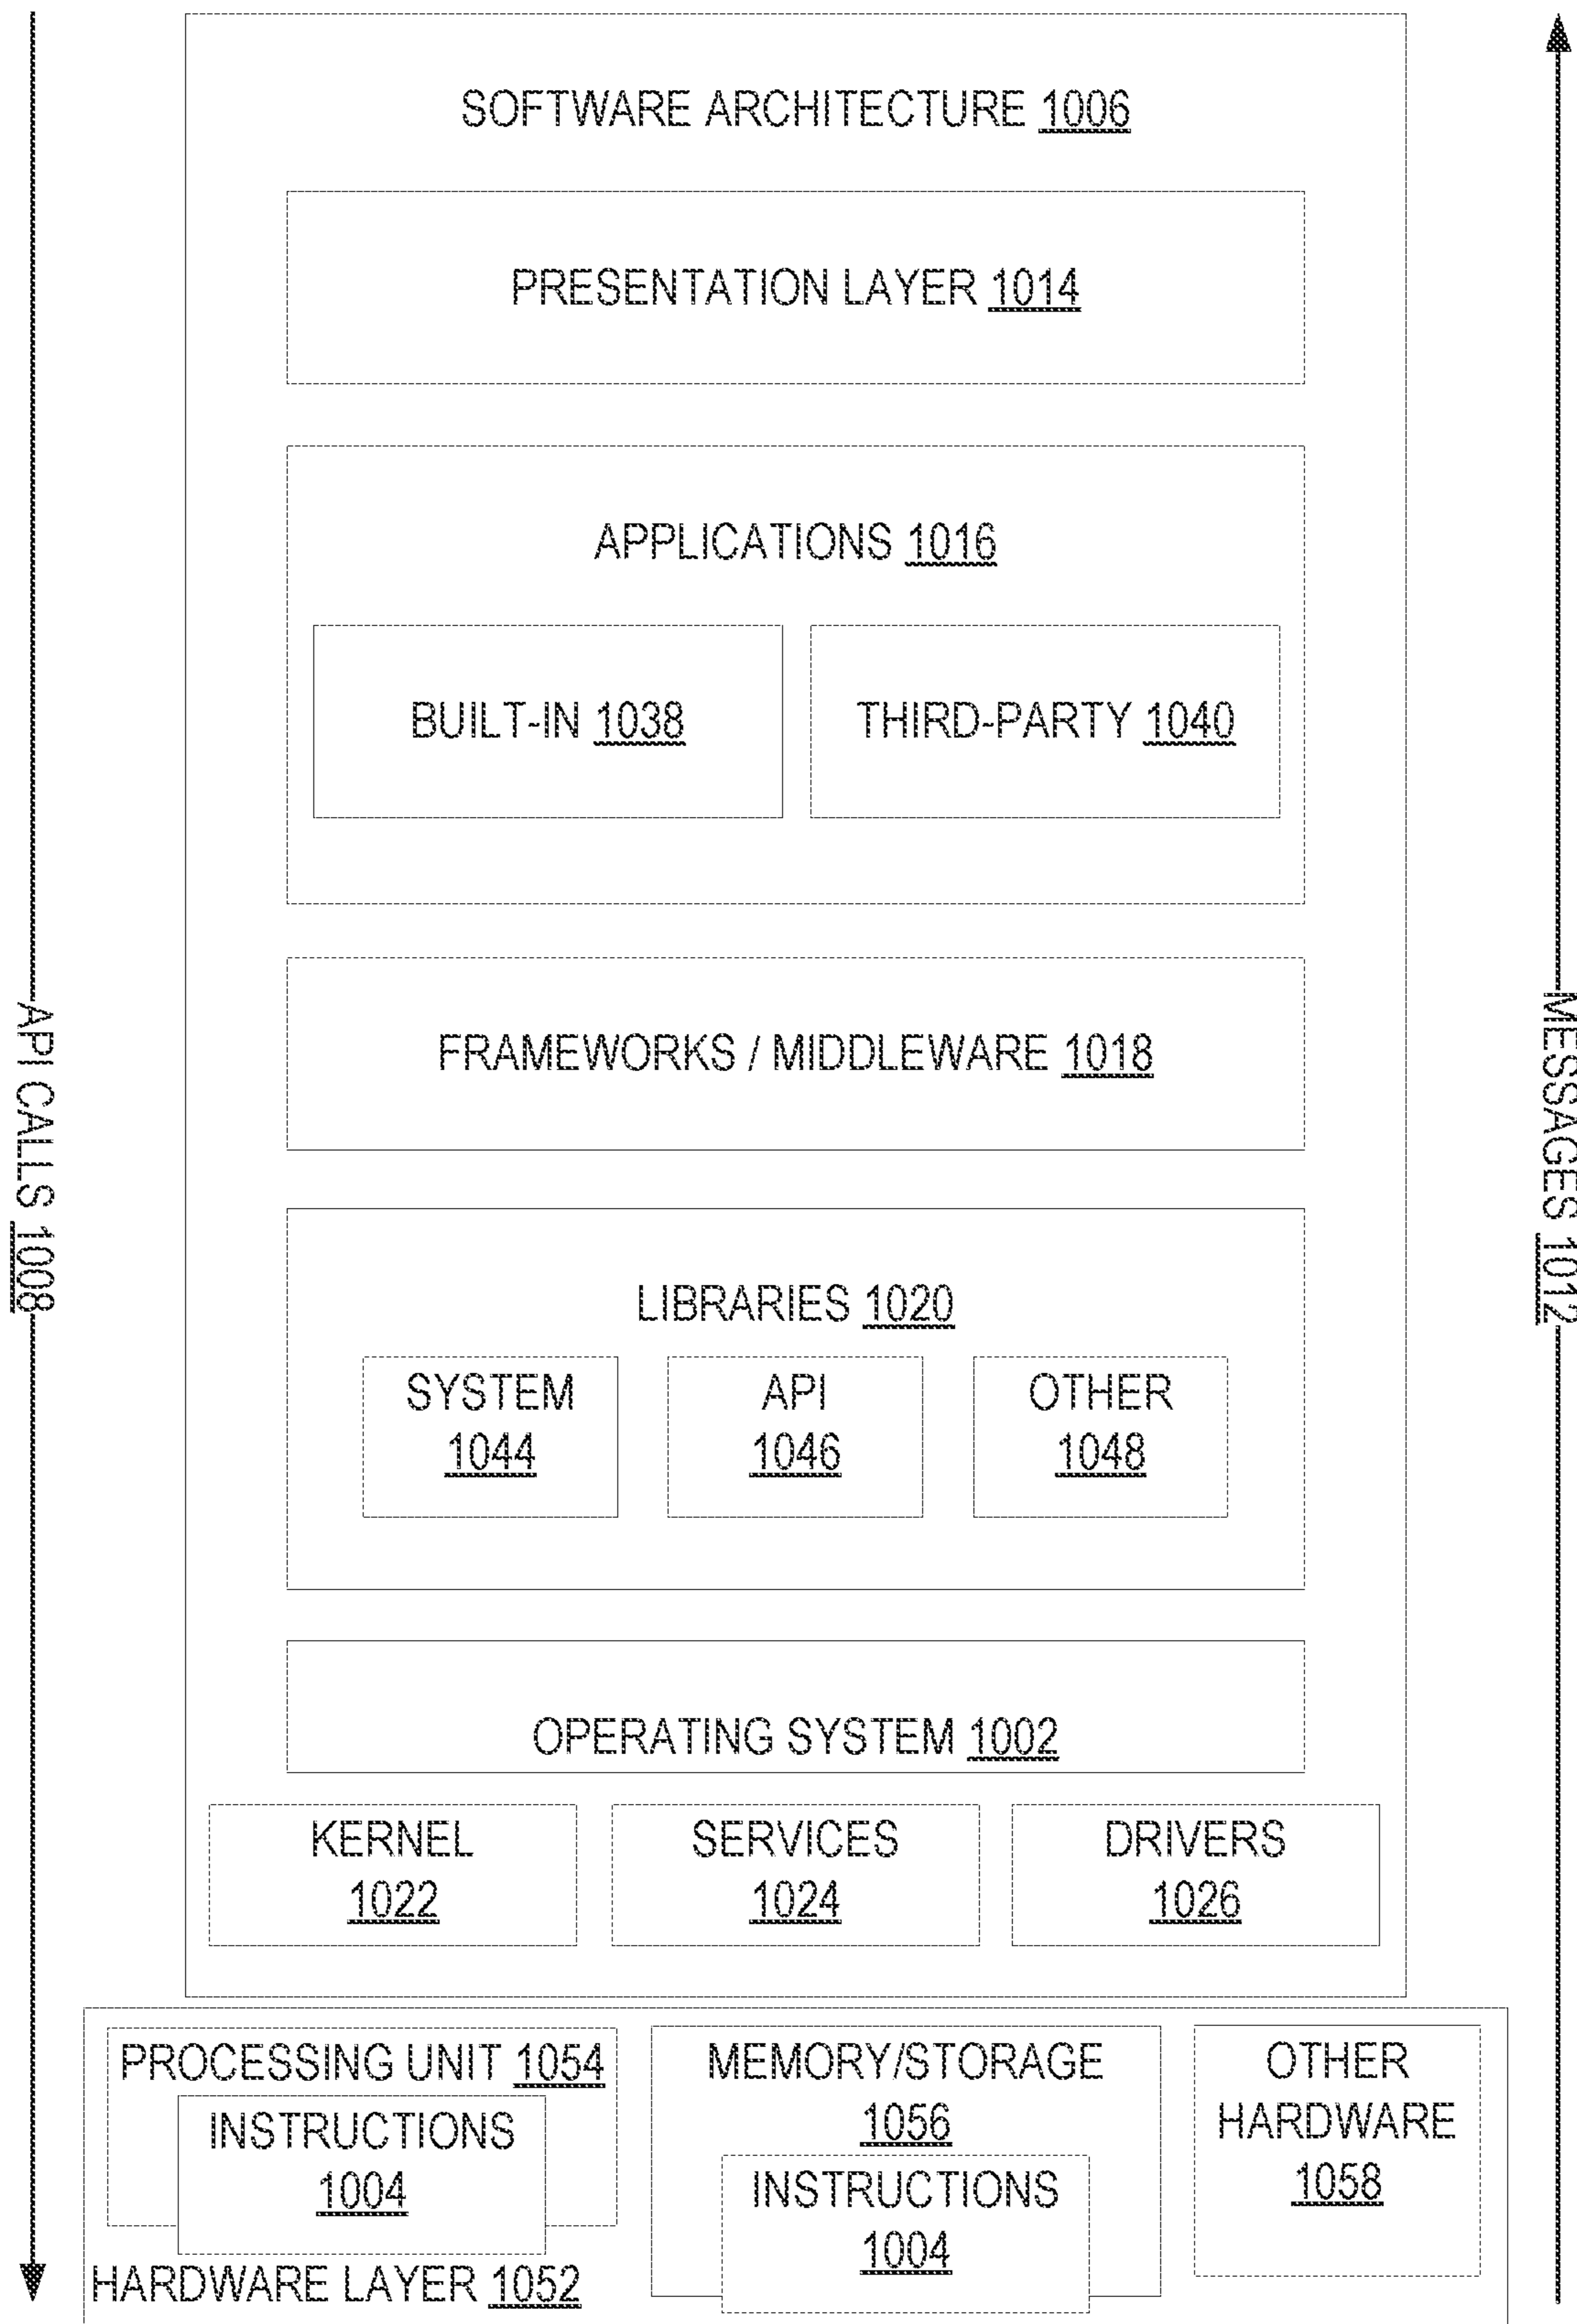 SOFTWARE ARCHITECTURE 1006
PRESENTATION LAYER 1014
APPLICATIONS 1016
BUILT-IN 1038
THIRD-PARTY 1040
FRAMEWORKS / MIDDLEWARE 1018
API CALLS 1008
MESSAGES 1012
LIBRARIES 1020
SYSTEM
1044
API
1046
OTHER
1048
OPERATING SYSTEM 1002
KERNEL
1022
SERVICES
1024
DRIVERS
1026
PROCESSING UNIT 1054
INSTRUCTIONS
1004
MEMORY/STORAGE
1056
INSTRUCTIONS
1004
OTHER
HARDWARE
1058
HARDWARE LAYER 1052